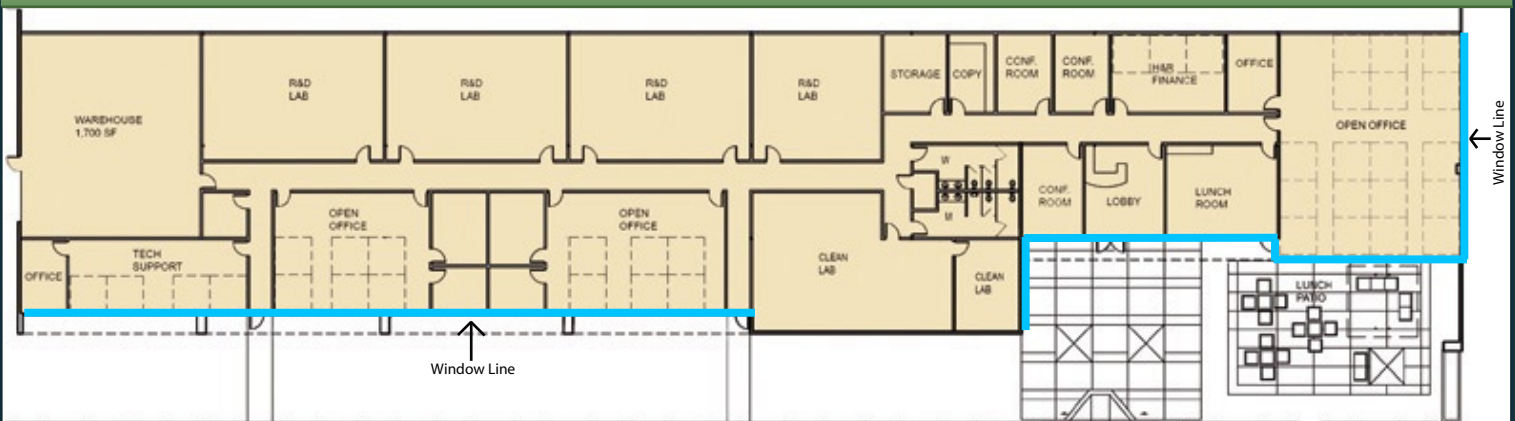 WAREHOUSE
1,700 SF
R&D
LAB
R&D
LAB
R&D
LAB
R&D
LAB
STORAGE
COPY
CONF.
ROOM
CONF.
ROOM
H&R
FINANCE
OFFICE
OPEN OFFICE
Window Line
W
M
CONF.
ROOM
LOBBY
LUNCH
ROOM
OPEN
OFFICE
OPEN
OFFICE
OFFICE
TECH
SUPPORT
CLEAN
LAB
CLEAN
LAB
LUNCH
PATIO
Window Line